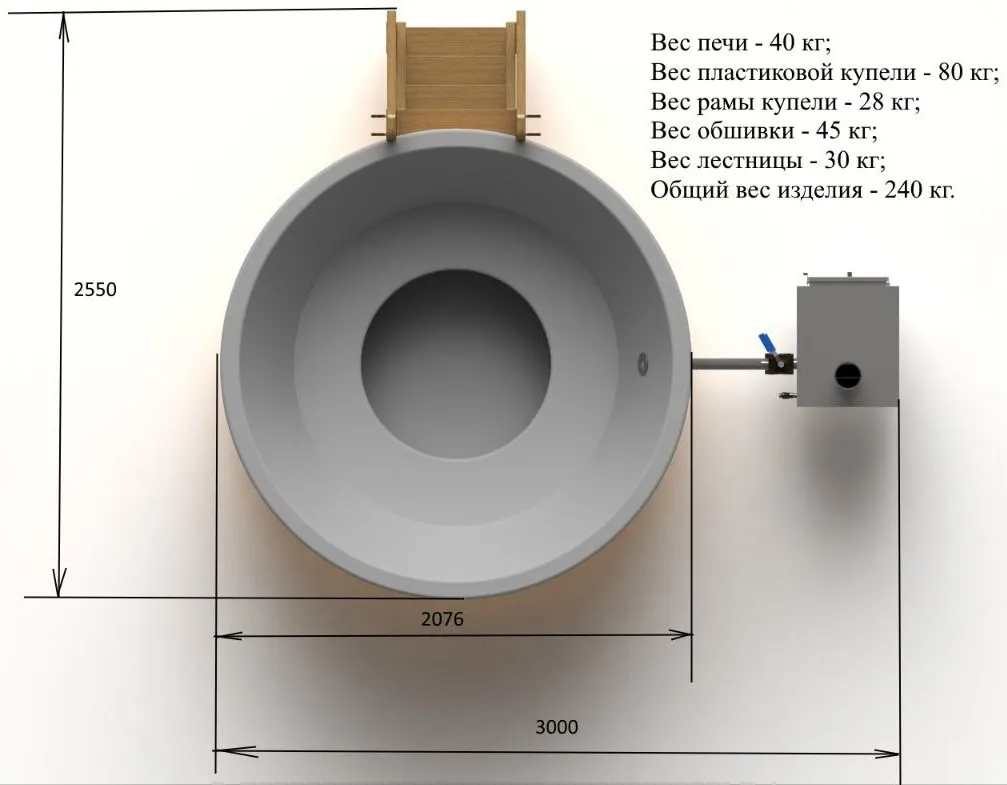 Вес печи - 40 кг;
Вес пластиковой купели - 80 кг;
Вес рамы купели - 28 кг;
Вес обшивки - 45 кг;
Вес лестницы - 30 кг;
Общий вес изделия - 240 кг.
2550
2076
3000